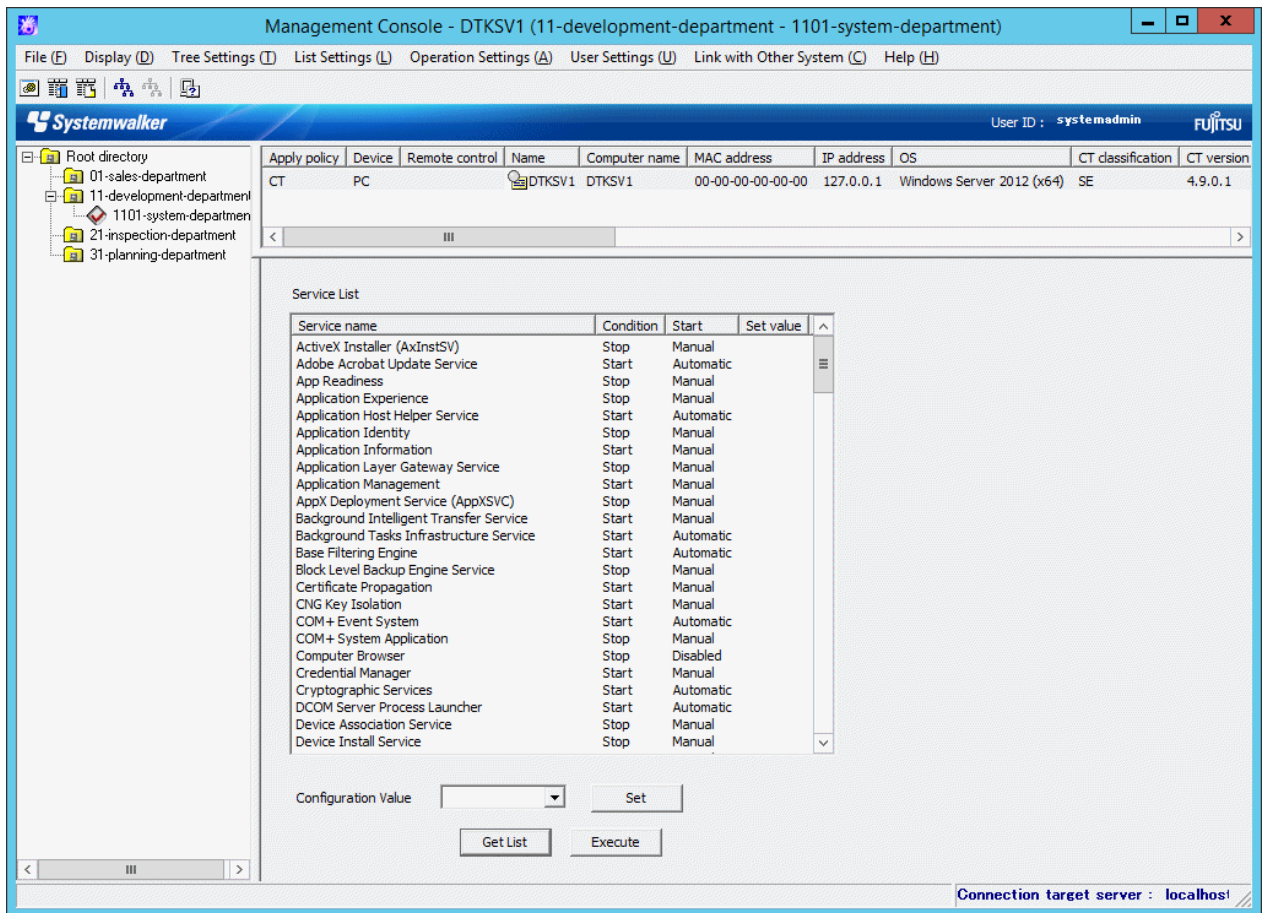 Management Console - DTKSV1 (11-development-department - 1101-system-department)
File (F) Display (D) Tree Settings (T) List Settings (L) Operation Settings (A) User Settings (U) Link with Other System (C) Help (H)
Systemwalker User ID : systemadmin FUJITSU
Root directory
01-sales-department
11-development-department
1101-system-departmen
21-inspection-department
31-planning-department
Apply policy Device Remote control Name Computer name MAC address IP address OS CT classification CT version
CT PC DTKSV1 DTKSV1 00-00-00-00-00-00 127.0.0.1 Windows Server 2012 (x64) SE 4.9.0.1
Service List
Service name Condition Start Set value
ActiveX Installer (AxInstSV) Stop Manual
Adobe Acrobat Update Service Start Automatic
App Readiness Stop Manual
Application Experience Stop Manual
Application Host Helper Service Start Automatic
Application Identity Stop Manual
Application Information Start Manual
Application Layer Gateway Service Stop Manual
Application Management Start Manual
AppX Deployment Service (AppXSVC) Stop Manual
Background Intelligent Transfer Service Start Manual
Background Tasks Infrastructure Service Start Automatic
Base Filtering Engine Start Automatic
Block Level Backup Engine Service Stop Manual
Certificate Propagation Start Manual
CNG Key Isolation Start Manual
COM+ Event System Start Automatic
COM+ System Application Stop Manual
Computer Browser Stop Disabled
Credential Manager Start Manual
Cryptographic Services Start Automatic
DCOM Server Process Launcher Start Automatic
Device Association Service Stop Manual
Device Install Service Stop Manual
Configuration Value Set
Get List Execute
Connection target server : localhost